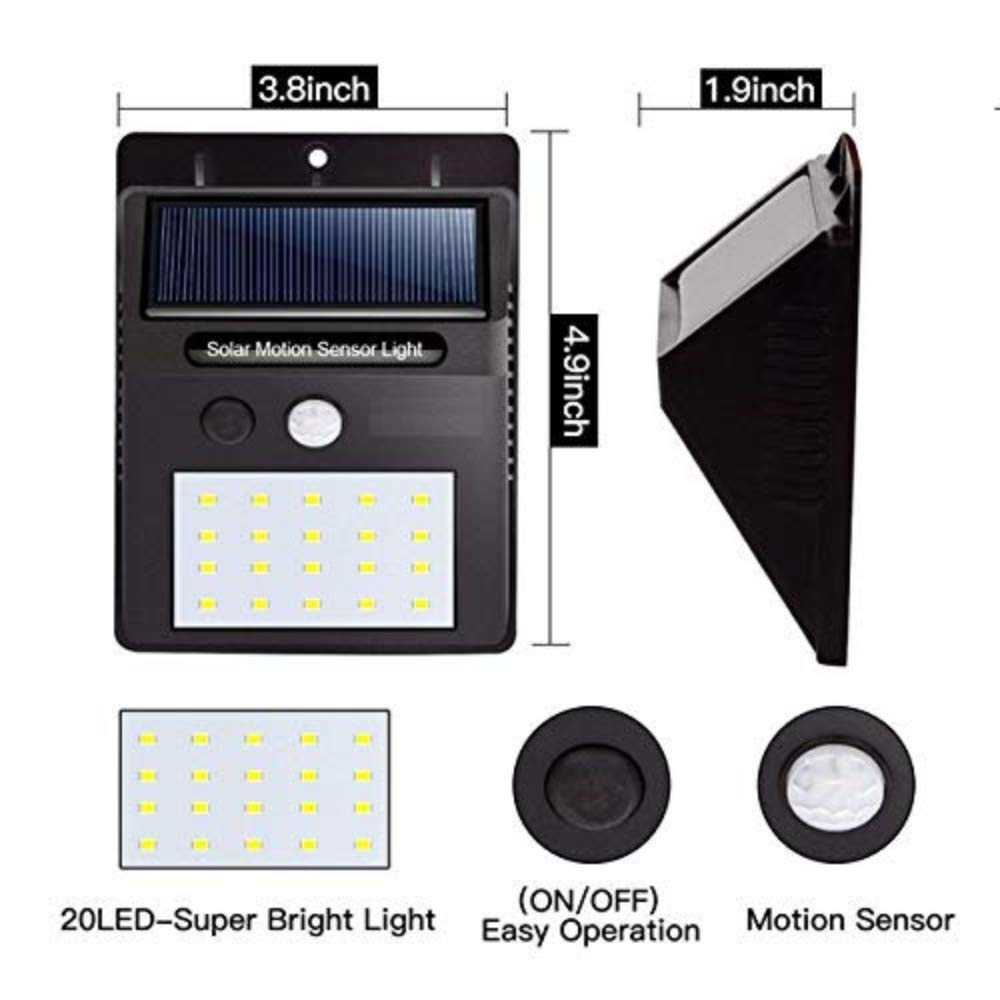 3.8inch
1.9inch
4.9inch
Solar Motion Sensor Light
20LED-Super Bright Light
(ON/OFF)
Easy Operation
Motion Sensor